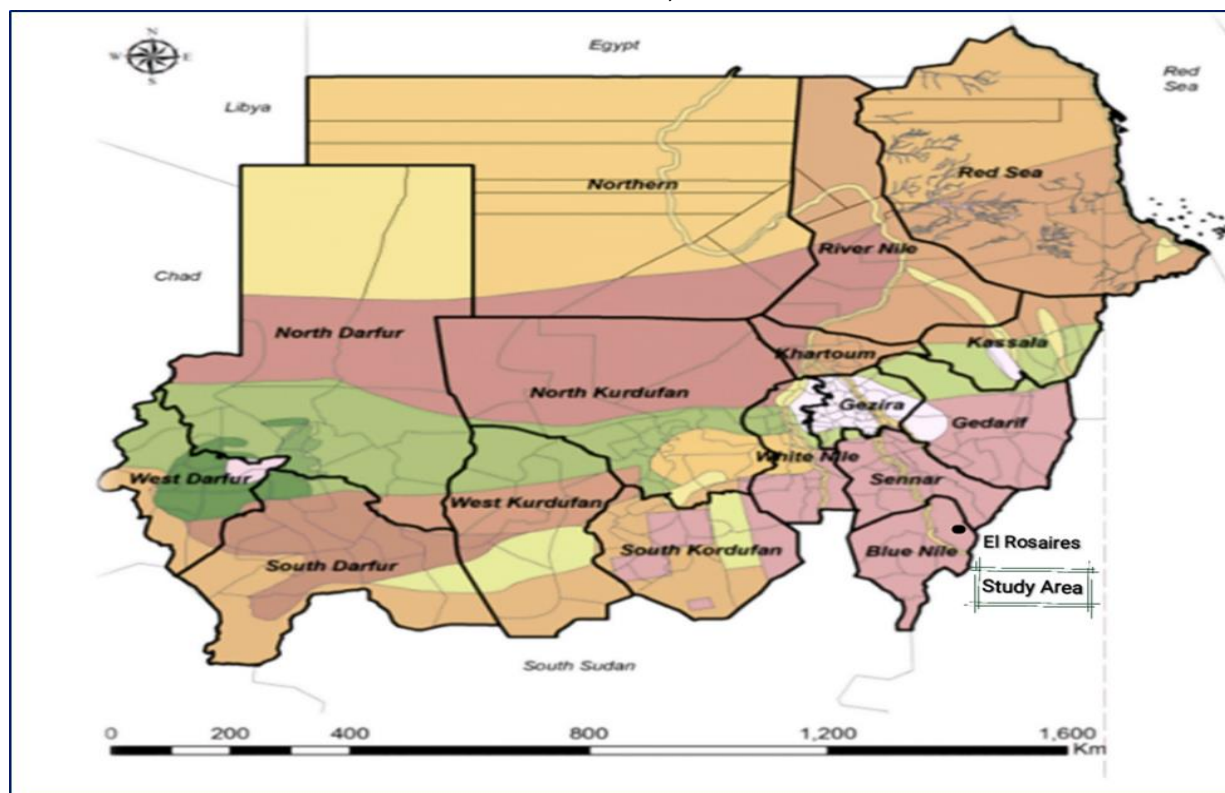 N
W E
S
Egypt
Red
Sea
Libya
Northern
Red Sea
River Nile
Chad
North Darfur
Khartoum
Kassala
North Kurdufan
Gezira
Gedarif
White Nile
West Darfur
Sennar
West Kurdufan
South Kordufan
Blue Nile
El Rosaires
South Darfur
Study Area
South Sudan
0 200 400 800 1,200 1,600
Km